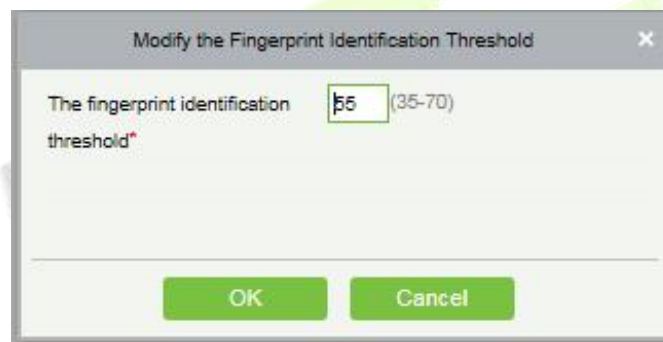 Modify the Fingerprint Identification Threshold
The fingerprint identification 55 (35-70)
threshold*
OK Cancel